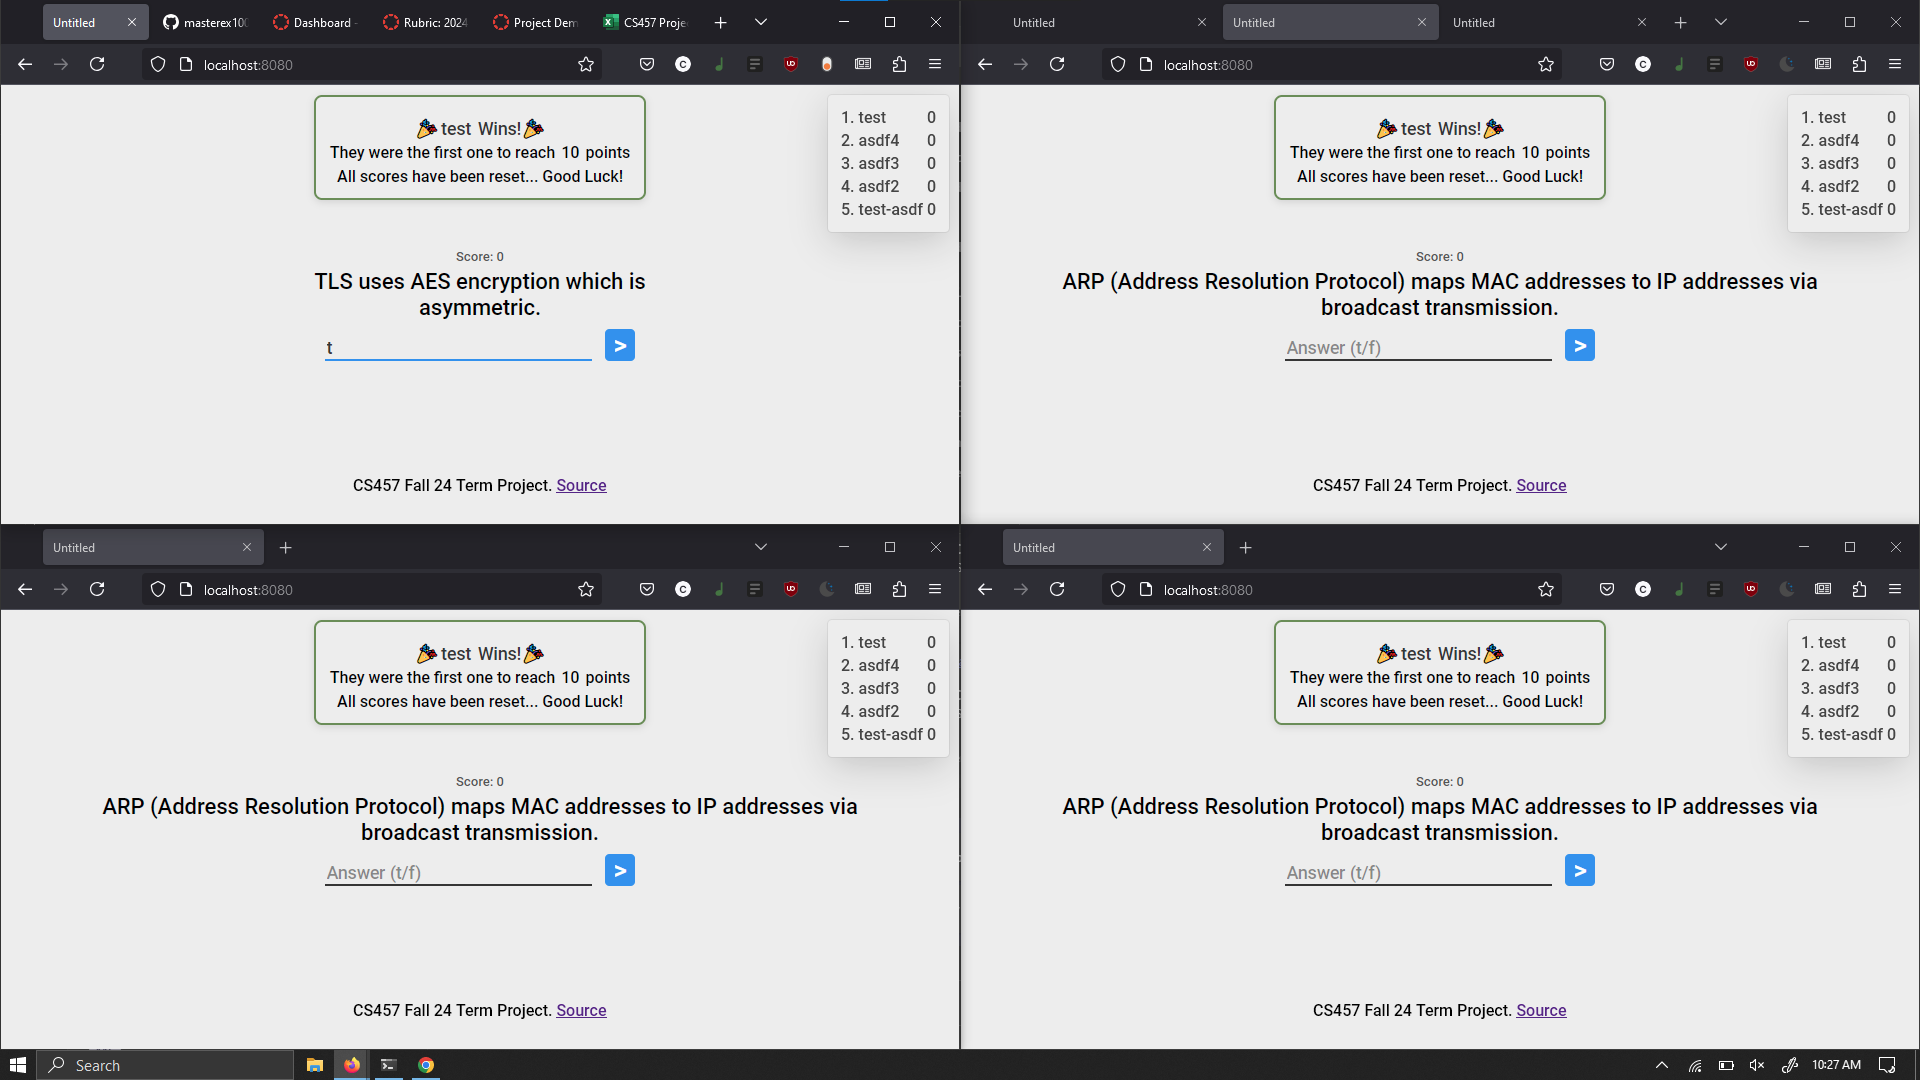 Untitled
masterex100
Dashboard -
Rubric: 2024
Project Dem
CS457 Proje
localhost:8080
test Wins!
They were the first one to reach 10 points
All scores have been reset... Good Luck!
1. test 0
2. asdf4 0
3. asdf3 0
4. asdf2 0
5. test-asdf 0
Score: 0
TLS uses AES encryption which is
asymmetric.
t
>
CS457 Fall 24 Term Project. Source
Untitled
Untitled
Untitled
localhost:8080
test Wins!
They were the first one to reach 10 points
All scores have been reset... Good Luck!
1. test 0
2. asdf4 0
3. asdf3 0
4. asdf2 0
5. test-asdf 0
Score: 0
ARP (Address Resolution Protocol) maps MAC addresses to IP addresses via
broadcast transmission.
Answer (t/f)
>
CS457 Fall 24 Term Project. Source
Untitled
localhost:8080
test Wins!
They were the first one to reach 10 points
All scores have been reset... Good Luck!
1. test 0
2. asdf4 0
3. asdf3 0
4. asdf2 0
5. test-asdf 0
Score: 0
ARP (Address Resolution Protocol) maps MAC addresses to IP addresses via
broadcast transmission.
Answer (t/f)
>
CS457 Fall 24 Term Project. Source
Untitled
localhost:8080
test Wins!
They were the first one to reach 10 points
All scores have been reset... Good Luck!
1. test 0
2. asdf4 0
3. asdf3 0
4. asdf2 0
5. test-asdf 0
Score: 0
ARP (Address Resolution Protocol) maps MAC addresses to IP addresses via
broadcast transmission.
Answer (t/f)
>
CS457 Fall 24 Term Project. Source
Search
10:27 AM